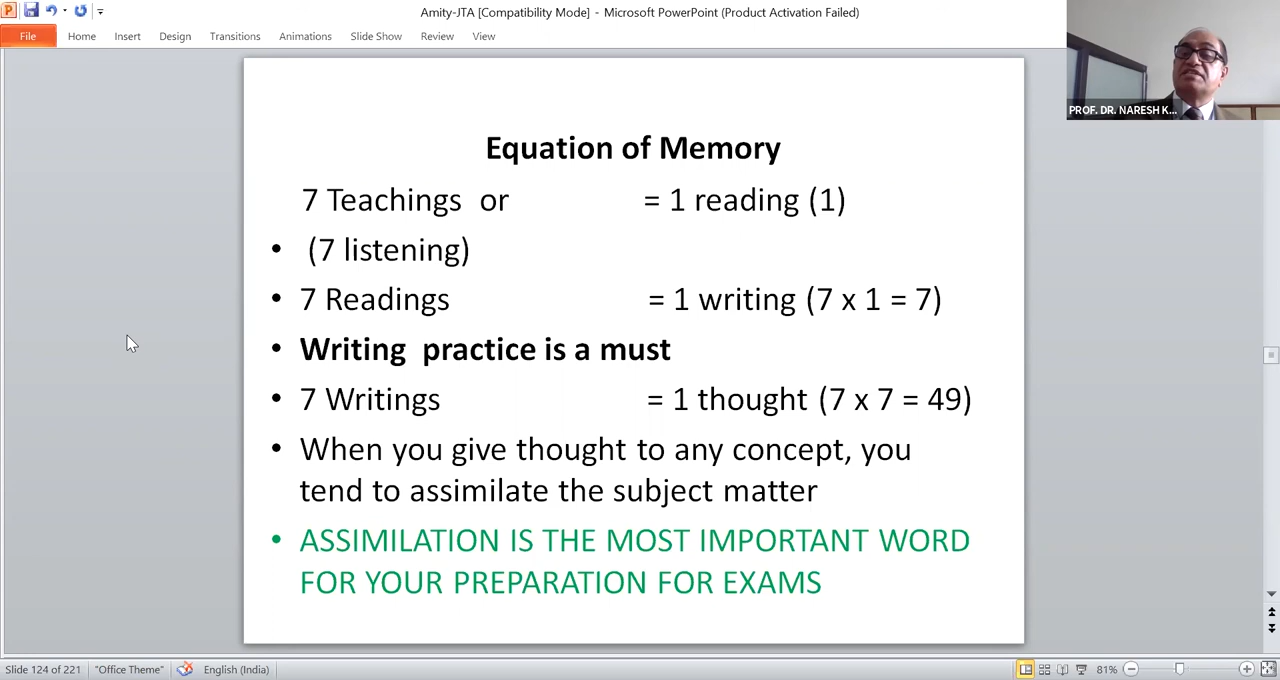 Amity-JTA [Compatibility Mode] - Microsoft PowerPoint (Product Activation Failed)
File Home Insert Design Transitions Animations Slide Show Review View
PROF. DR. NARESH K...
Equation of Memory
7 Teachings or = 1 reading (1)
• (7 listening)
• 7 Readings = 1 writing (7 x 1 = 7)
• Writing practice is a must
• 7 Writings = 1 thought (7 x 7 = 49)
• When you give thought to any concept, you
tend to assimilate the subject matter
• ASSIMILATION IS THE MOST IMPORTANT WORD
FOR YOUR PREPARATION FOR EXAMS
Slide 124 of 221 "Office Theme" English (India) 81%